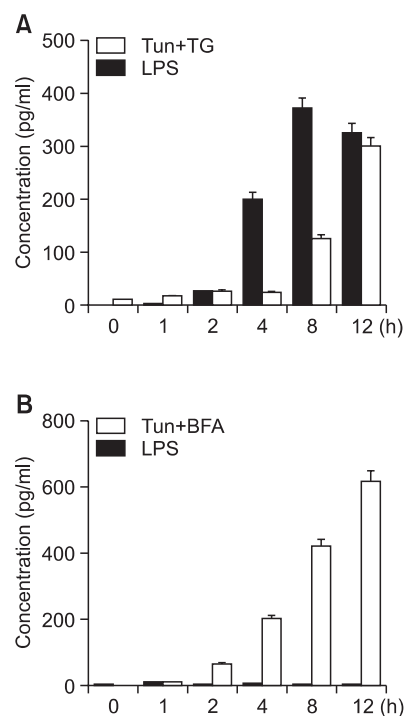 A
Tun+TG
LPS
Concentration (pg/ml)
500
400
300
200
100
0
0 1 2 4 8 12 (h)
B
Tun+BFA
LPS
Concentration (pg/ml)
800
600
400
200
0
0 1 2 4 8 12 (h)